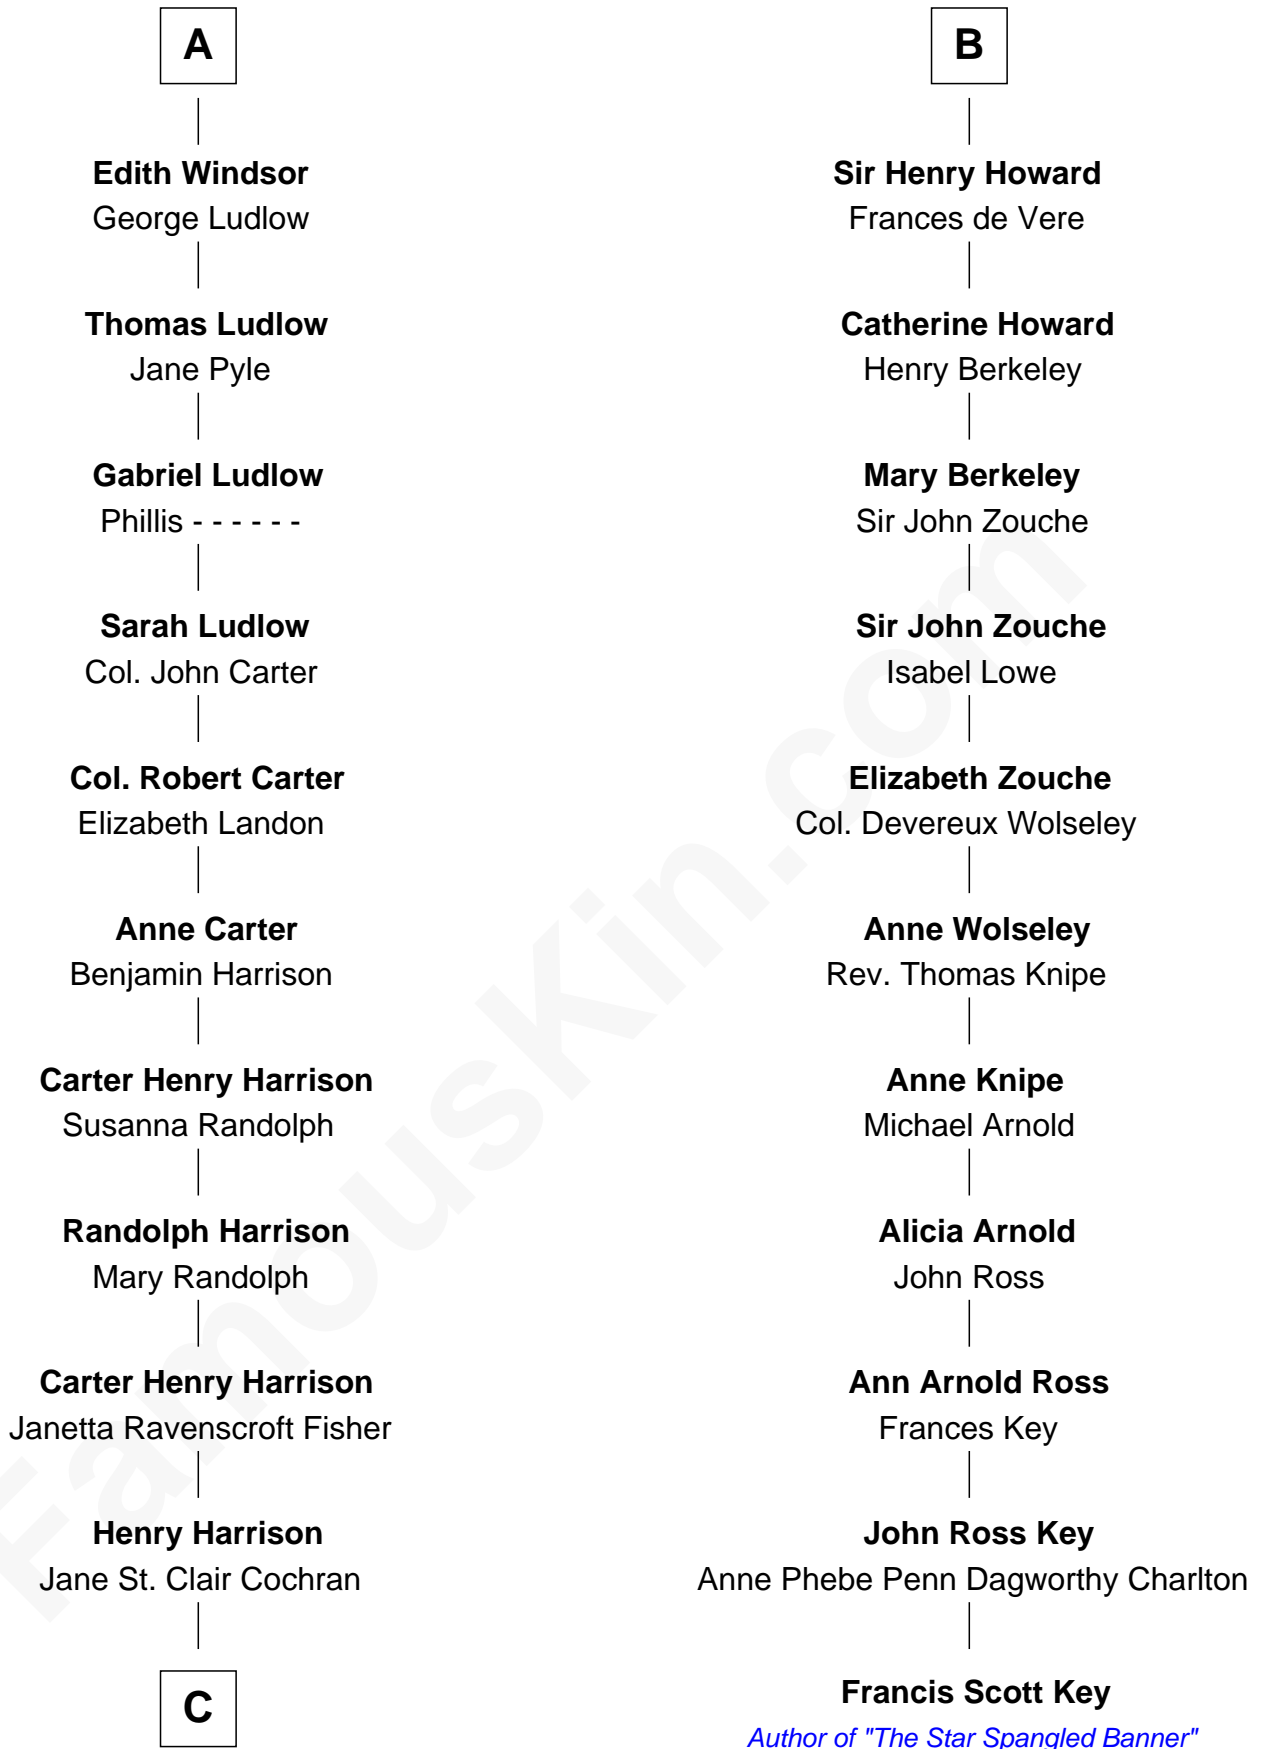 A
Edith Windsor
George Ludlow
Thomas Ludlow
Jane Pyle
Gabriel Ludlow
Phillis - - - - - -
Sarah Ludlow
Col. John Carter
Col. Robert Carter
Elizabeth Landon
Anne Carter
Benjamin Harrison
Carter Henry Harrison
Susanna Randolph
Randolph Harrison
Mary Randolph
Carter Henry Harrison
Janetta Ravenscroft Fisher
Henry Harrison
Jane St. Clair Cochran
C
B
Sir Henry Howard
Frances de Vere
Catherine Howard
Henry Berkeley
Mary Berkeley
Sir John Zouche
Sir John Zouche
Isabel Lowe
Elizabeth Zouche
Col. Devereux Wolseley
Anne Wolseley
Rev. Thomas Knipe
Anne Knipe
Michael Arnold
Alicia Arnold
John Ross
Ann Arnold Ross
Frances Key
John Ross Key
Anne Phebe Penn Dagworthy Charlton
Francis Scott Key
Author of "The Star Spangled Banner"
FamousKin.com